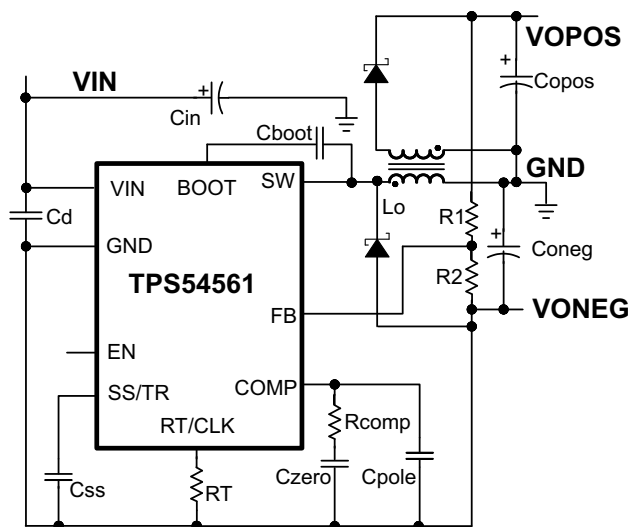 VOPOS
VIN
+
Cin
+
Copos
Cboot
GND
VIN
BOOT
SW
Cd
Lo
R1
GND
+
Coneg
TPS54561
R2
FB
VONEG
EN
SS/TR
COMP
RT/CLK
Rcomp
Css
RT
Czero
Cpole